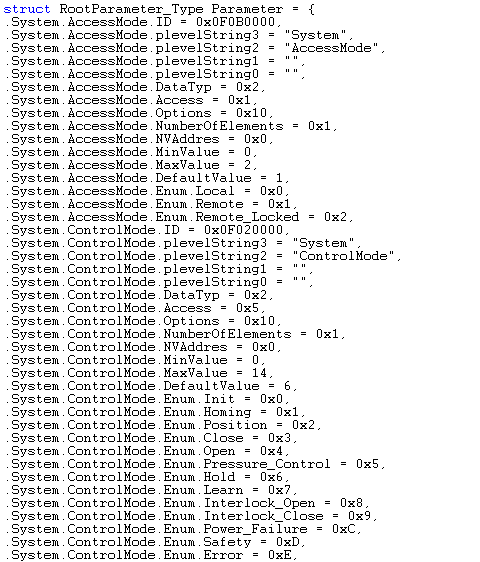 struct RootParameter_Type Parameter = {
.System.AccessMode.ID = 0x0F0B0000,
.System.AccessMode.plevelString3 = "System",
.System.AccessMode.plevelString2 = "AccessMode",
.System.AccessMode.plevelString1 = "",
.System.AccessMode.plevelString0 = "",
.System.AccessMode.DataTyp = 0x2,
.System.AccessMode.Access = 0x1,
.System.AccessMode.Options = 0x10,
.System.AccessMode.NumberOfElements = 0x1,
.System.AccessMode.NVAddres = 0x0,
.System.AccessMode.MinValue = 0,
.System.AccessMode.MaxValue = 2,
.System.AccessMode.DefaultValue = 1,
.System.AccessMode.Enum.Local = 0x0,
.System.AccessMode.Enum.Remote = 0x1,
.System.AccessMode.Enum.Remote_Locked = 0x2,
.System.ControlMode.ID = 0x0F020000,
.System.ControlMode.plevelString3 = "System",
.System.ControlMode.plevelString2 = "ControlMode",
.System.ControlMode.plevelString1 = "",
.System.ControlMode.plevelString0 = "",
.System.ControlMode.DataTyp = 0x2,
.System.ControlMode.Access = 0x5,
.System.ControlMode.Options = 0x10,
.System.ControlMode.NumberOfElements = 0x1,
.System.ControlMode.NVAddres = 0x0,
.System.ControlMode.MinValue = 0,
.System.ControlMode.MaxValue = 14,
.System.ControlMode.DefaultValue = 6,
.System.ControlMode.Enum.Init = 0x0,
.System.ControlMode.Enum.Homing = 0x1,
.System.ControlMode.Enum.Position = 0x2,
.System.ControlMode.Enum.Close = 0x3,
.System.ControlMode.Enum.Open = 0x4,
.System.ControlMode.Enum.Pressure_Control = 0x5,
.System.ControlMode.Enum.Hold = 0x6,
.System.ControlMode.Enum.Learn = 0x7,
.System.ControlMode.Enum.Interlock_Open = 0x8,
.System.ControlMode.Enum.Interlock_Close = 0x9,
.System.ControlMode.Enum.Power_Failure = 0xC,
.System.ControlMode.Enum.Safety = 0xD,
.System.ControlMode.Enum.Error = 0xE,